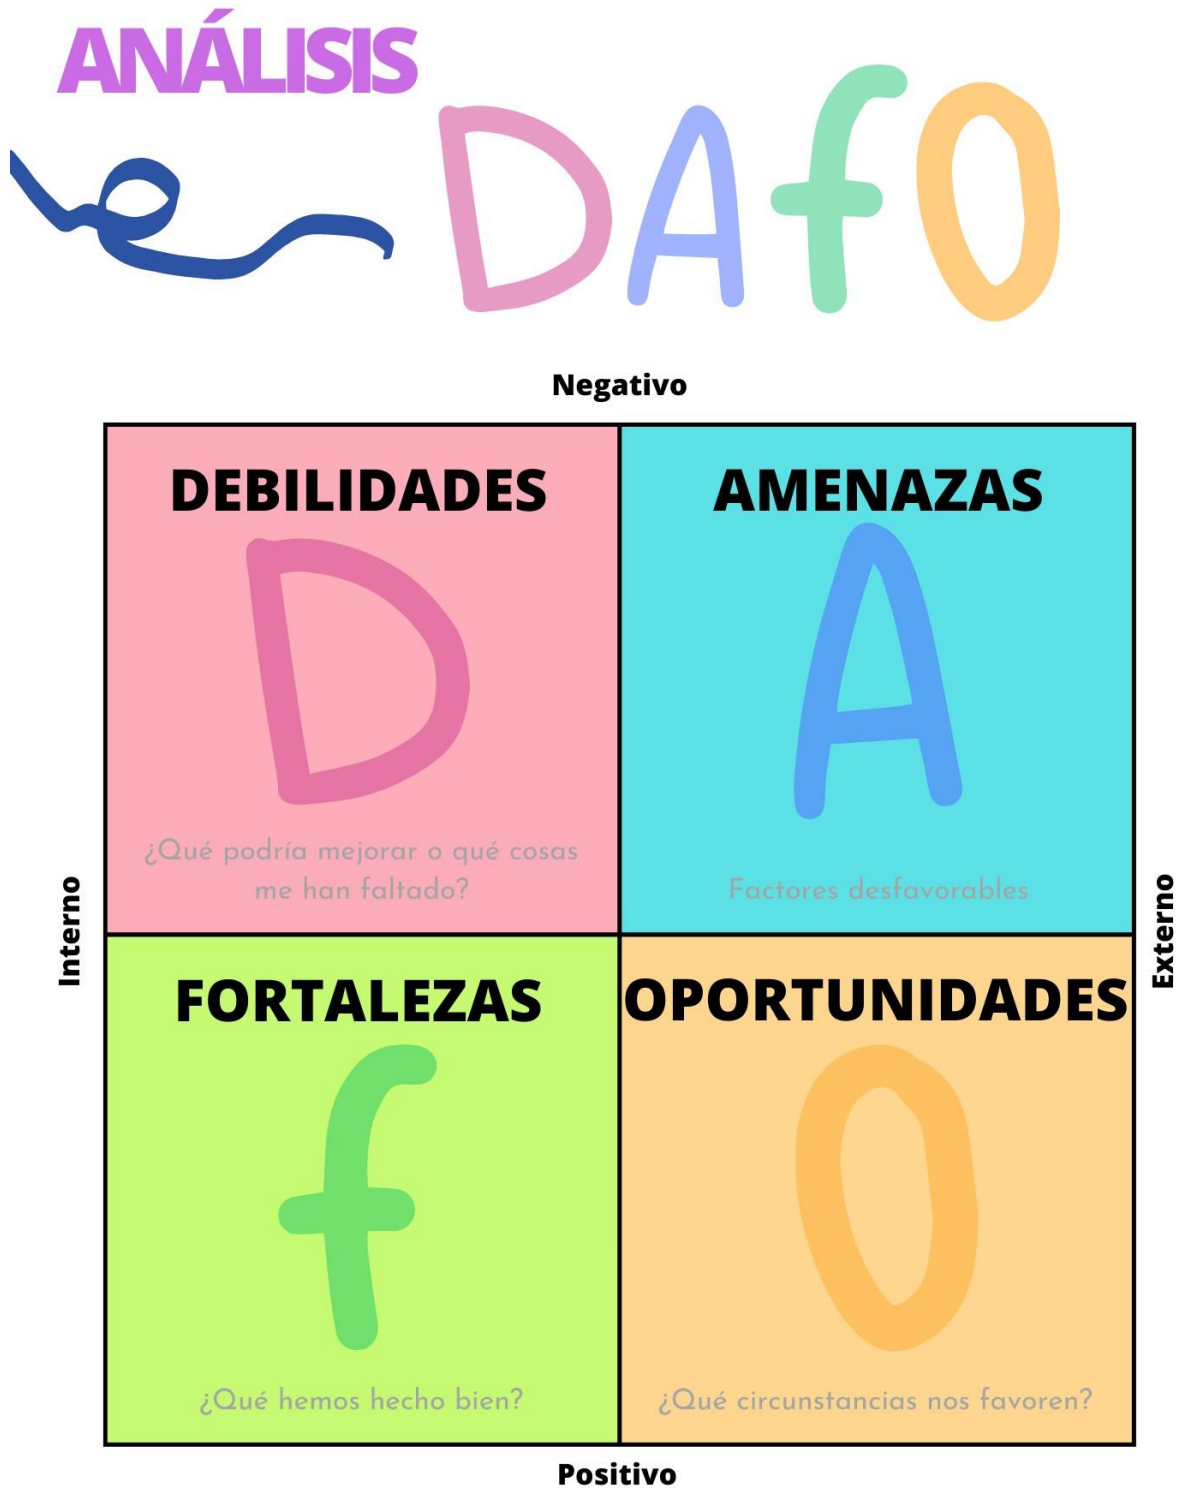 ANÁLISIS
DAfO
Negativo
DEBILIDADES
D
¿Qué podría mejorar o qué cosas
me han faltado?
AMENAZAS
A
Factores desfavorables
Interno
Externo
FORTALEZAS
f
¿Qué hemos hecho bien?
OPORTUNIDADES
O
¿Qué circunstancias nos favoren?
Positivo